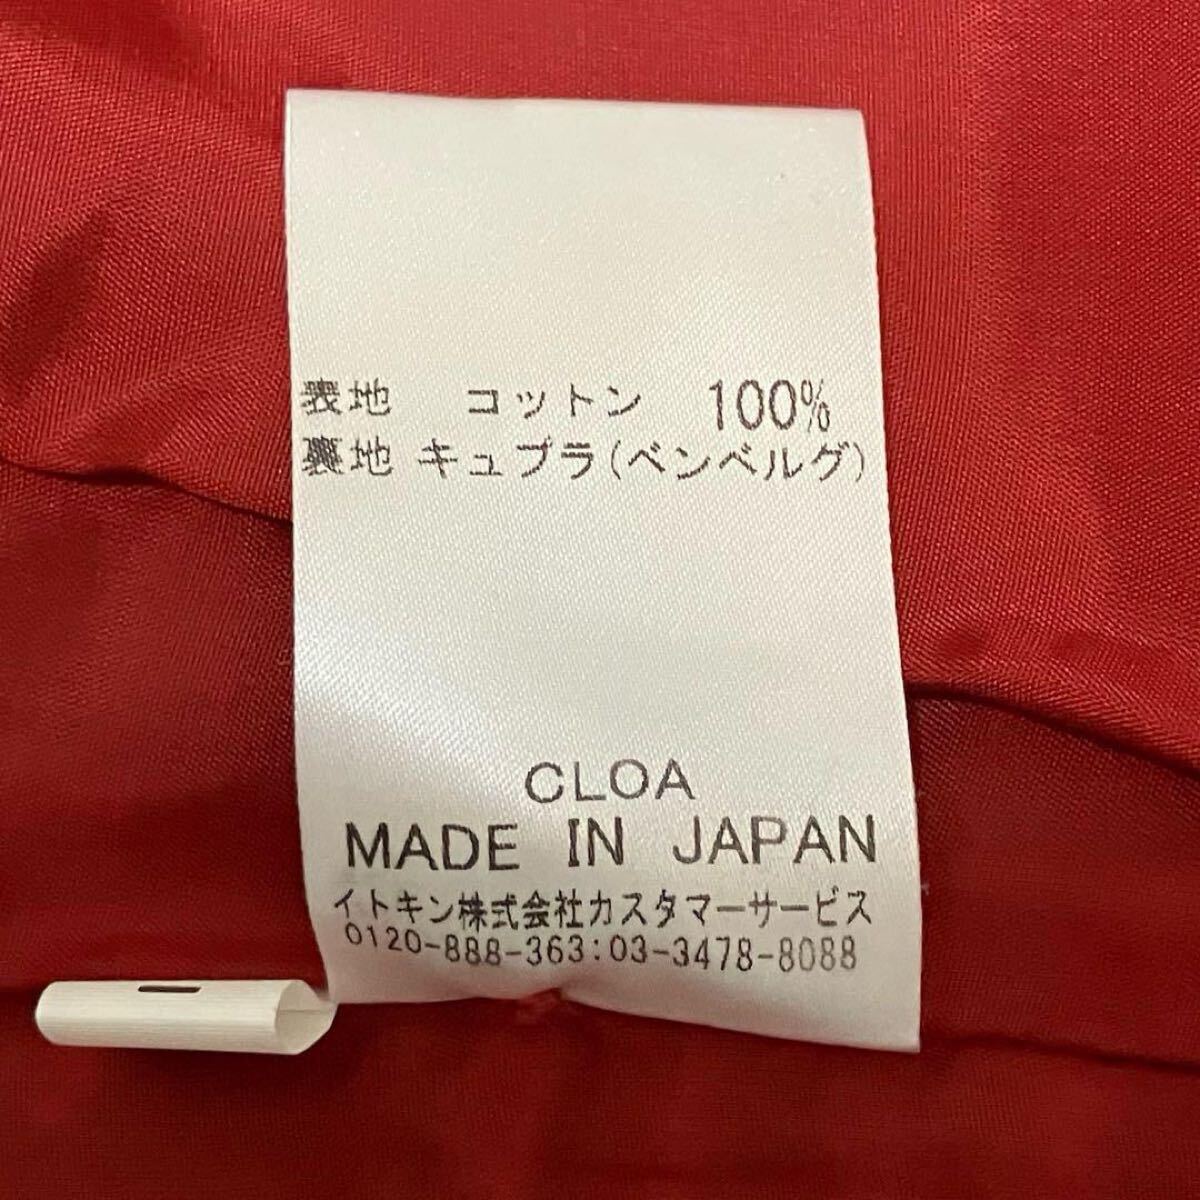 表地 コットン 100%
裏地 キュプラ(ベンベルグ)
CLOA
MADE IN JAPAN
イトキン株式会社カスタマーサービス
0120-888-363:03-3478-8088